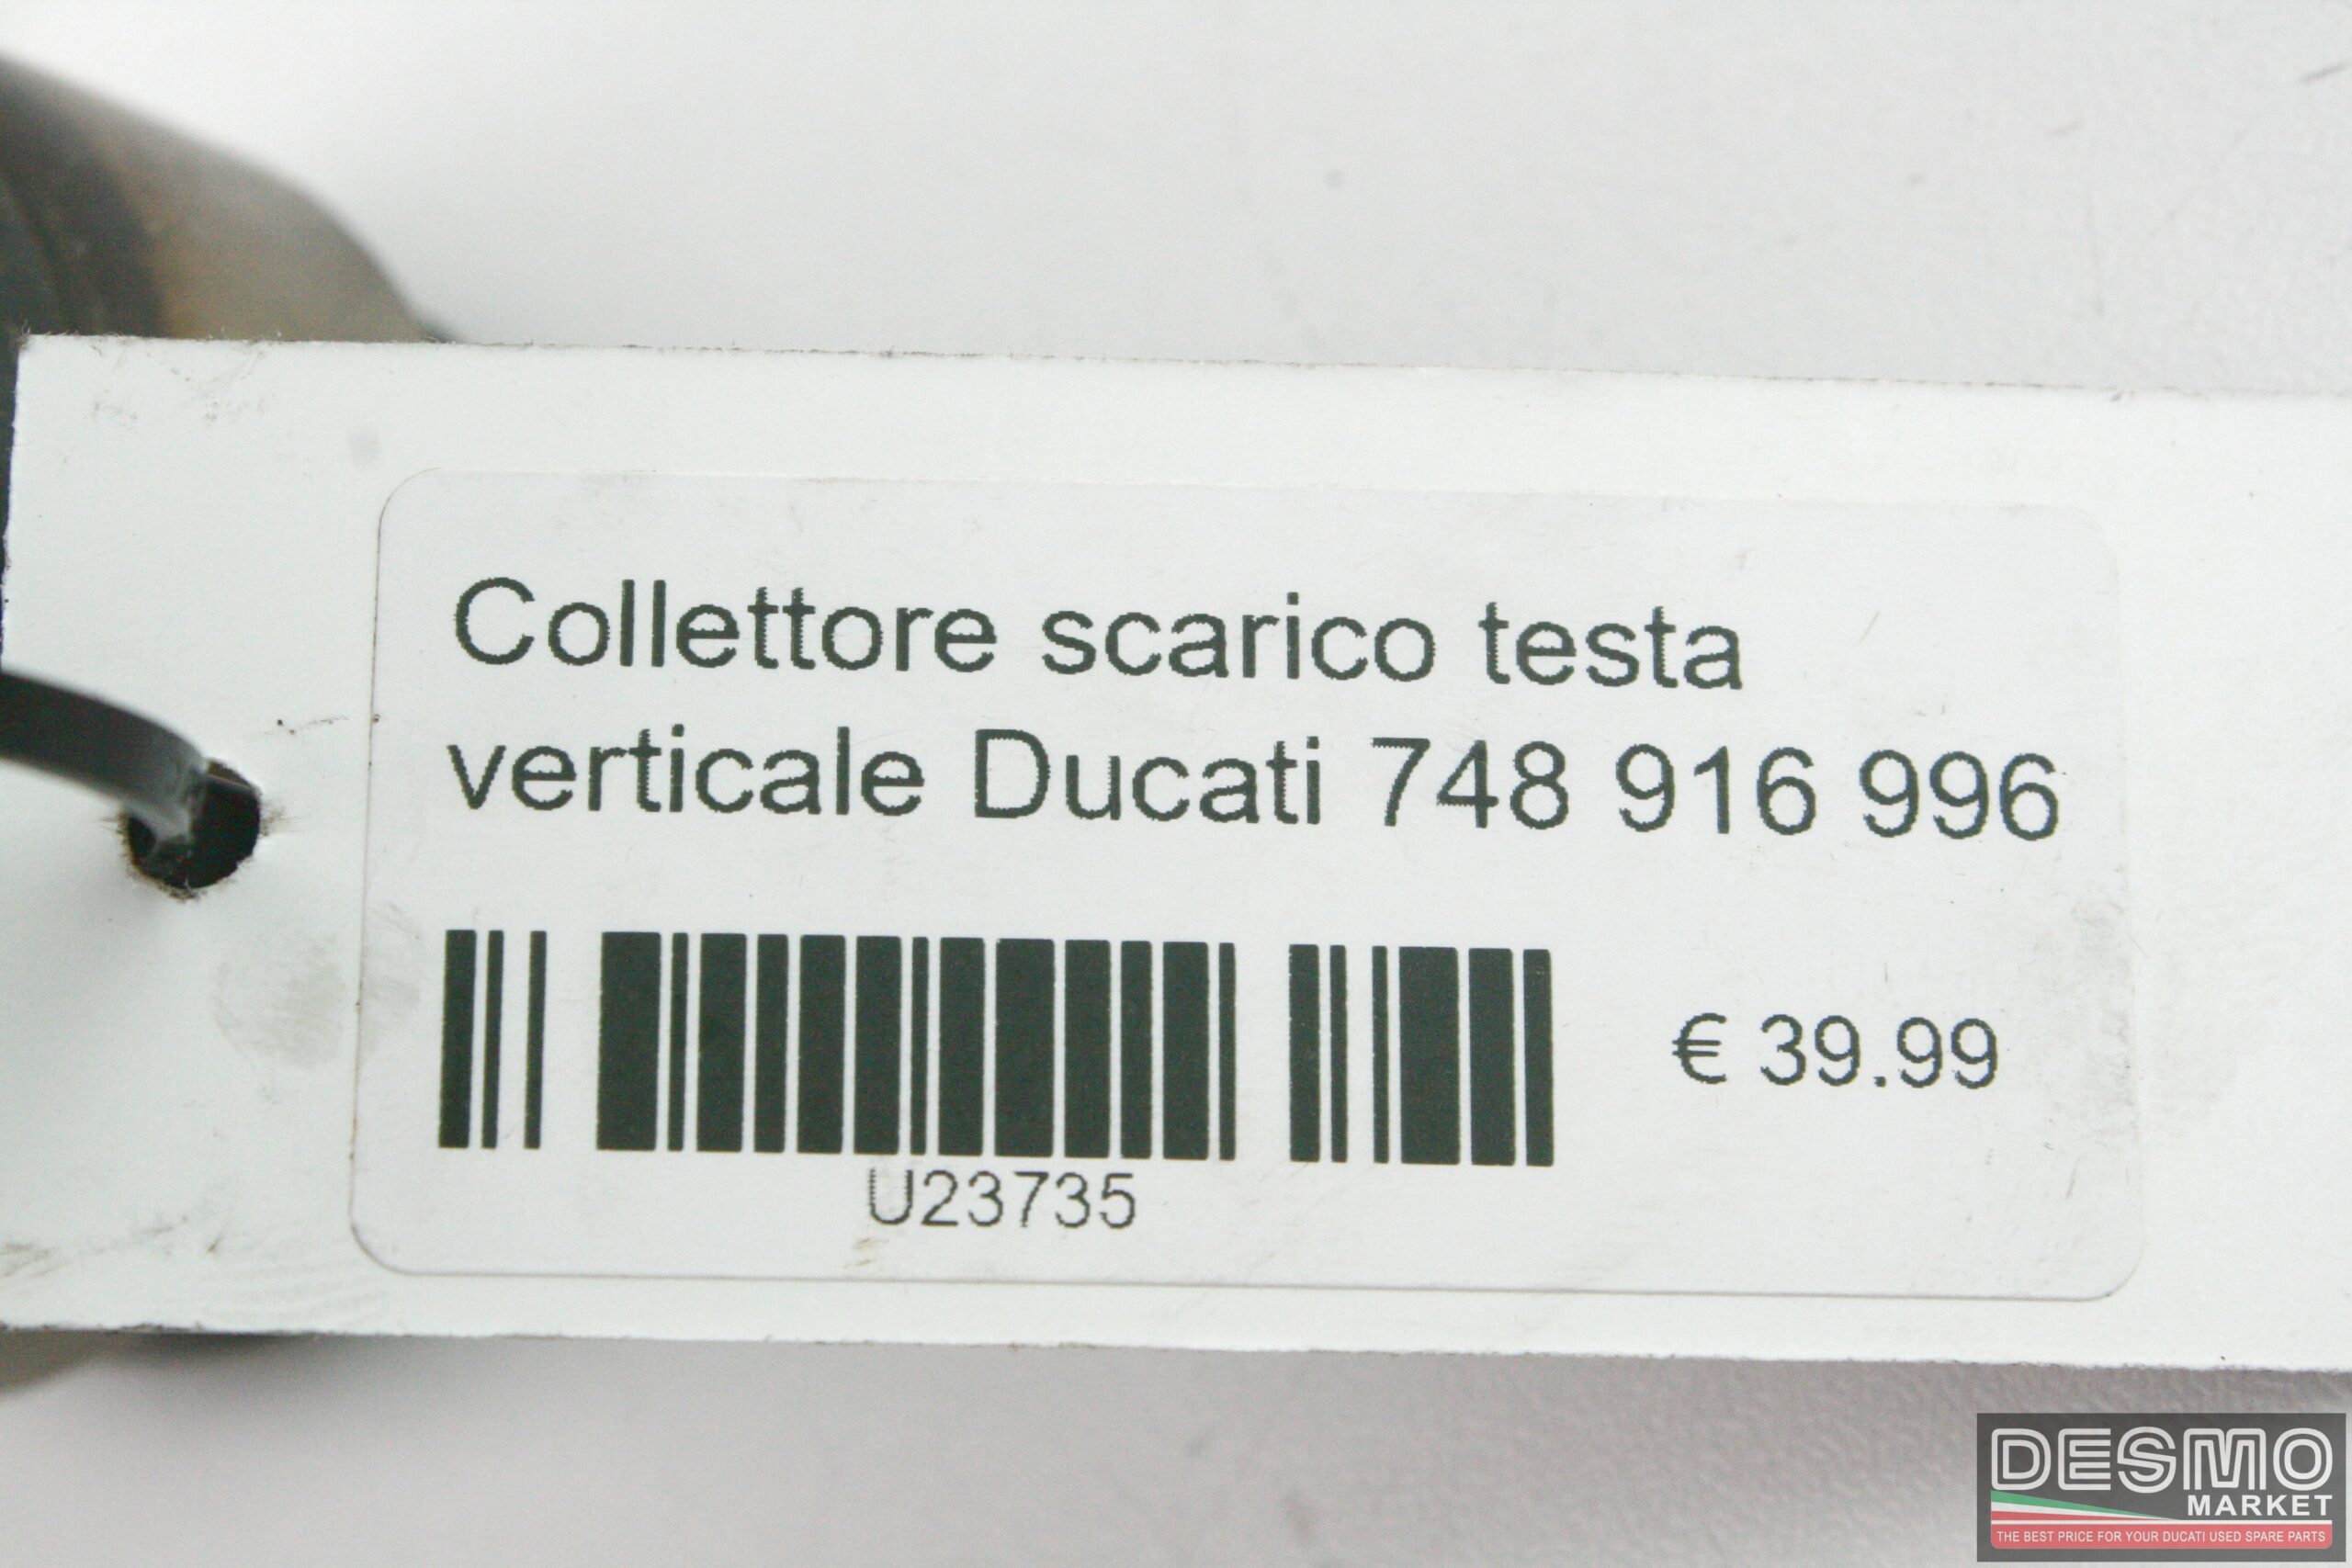 Collettore scarico testa
verticale Ducati 748 916 996
€ 39.99
U23735
DESMO
MARKET
THE BEST PRICE FOR YOUR DUCATI USED SPARE PARTS